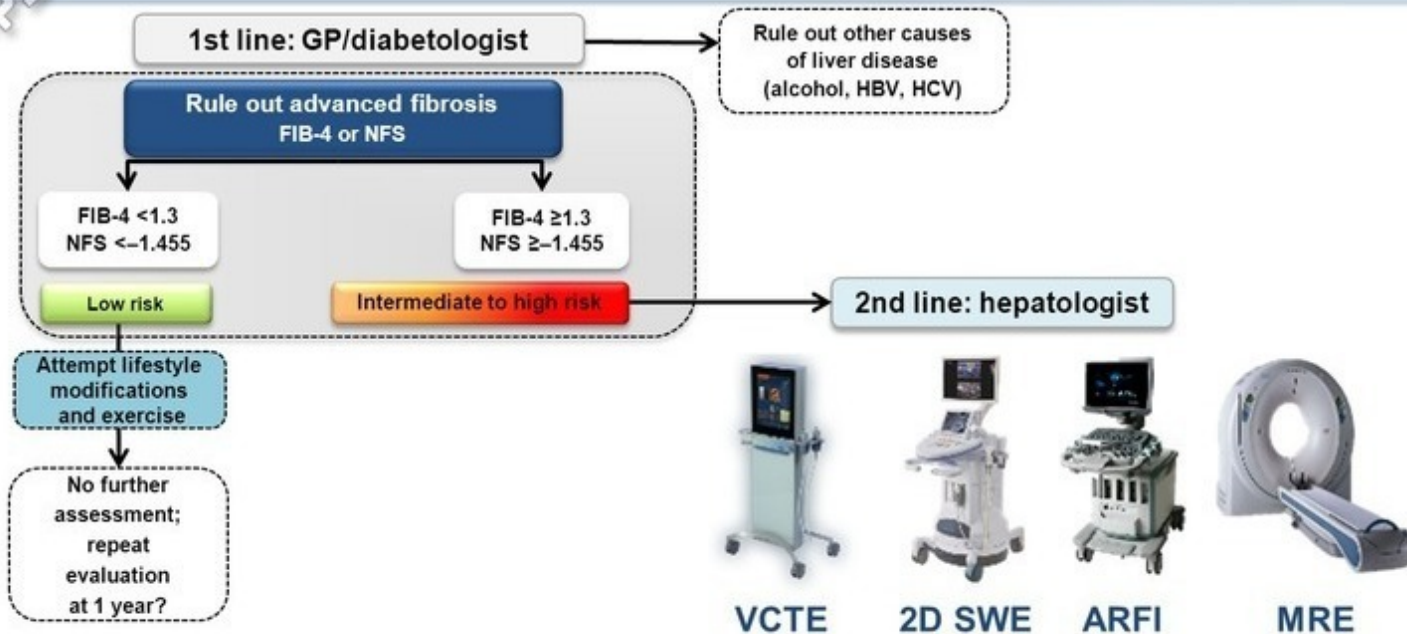 1st line: GP/diabetologist
Rule out other causes
of liver disease
(alcohol, HBV, HCV)
Rule out advanced fibrosis
FIB-4 or NFS
FIB-4 <1.3
NFS <–1.455
FIB-4 ≥1.3
NFS ≥–1.455
Low risk
Intermediate to high risk
2nd line: hepatologist
Attempt lifestyle
modifications
and exercise
No further
assessment;
repeat
evaluation
at 1 year?
VCTE
2D SWE
ARFI
MRE